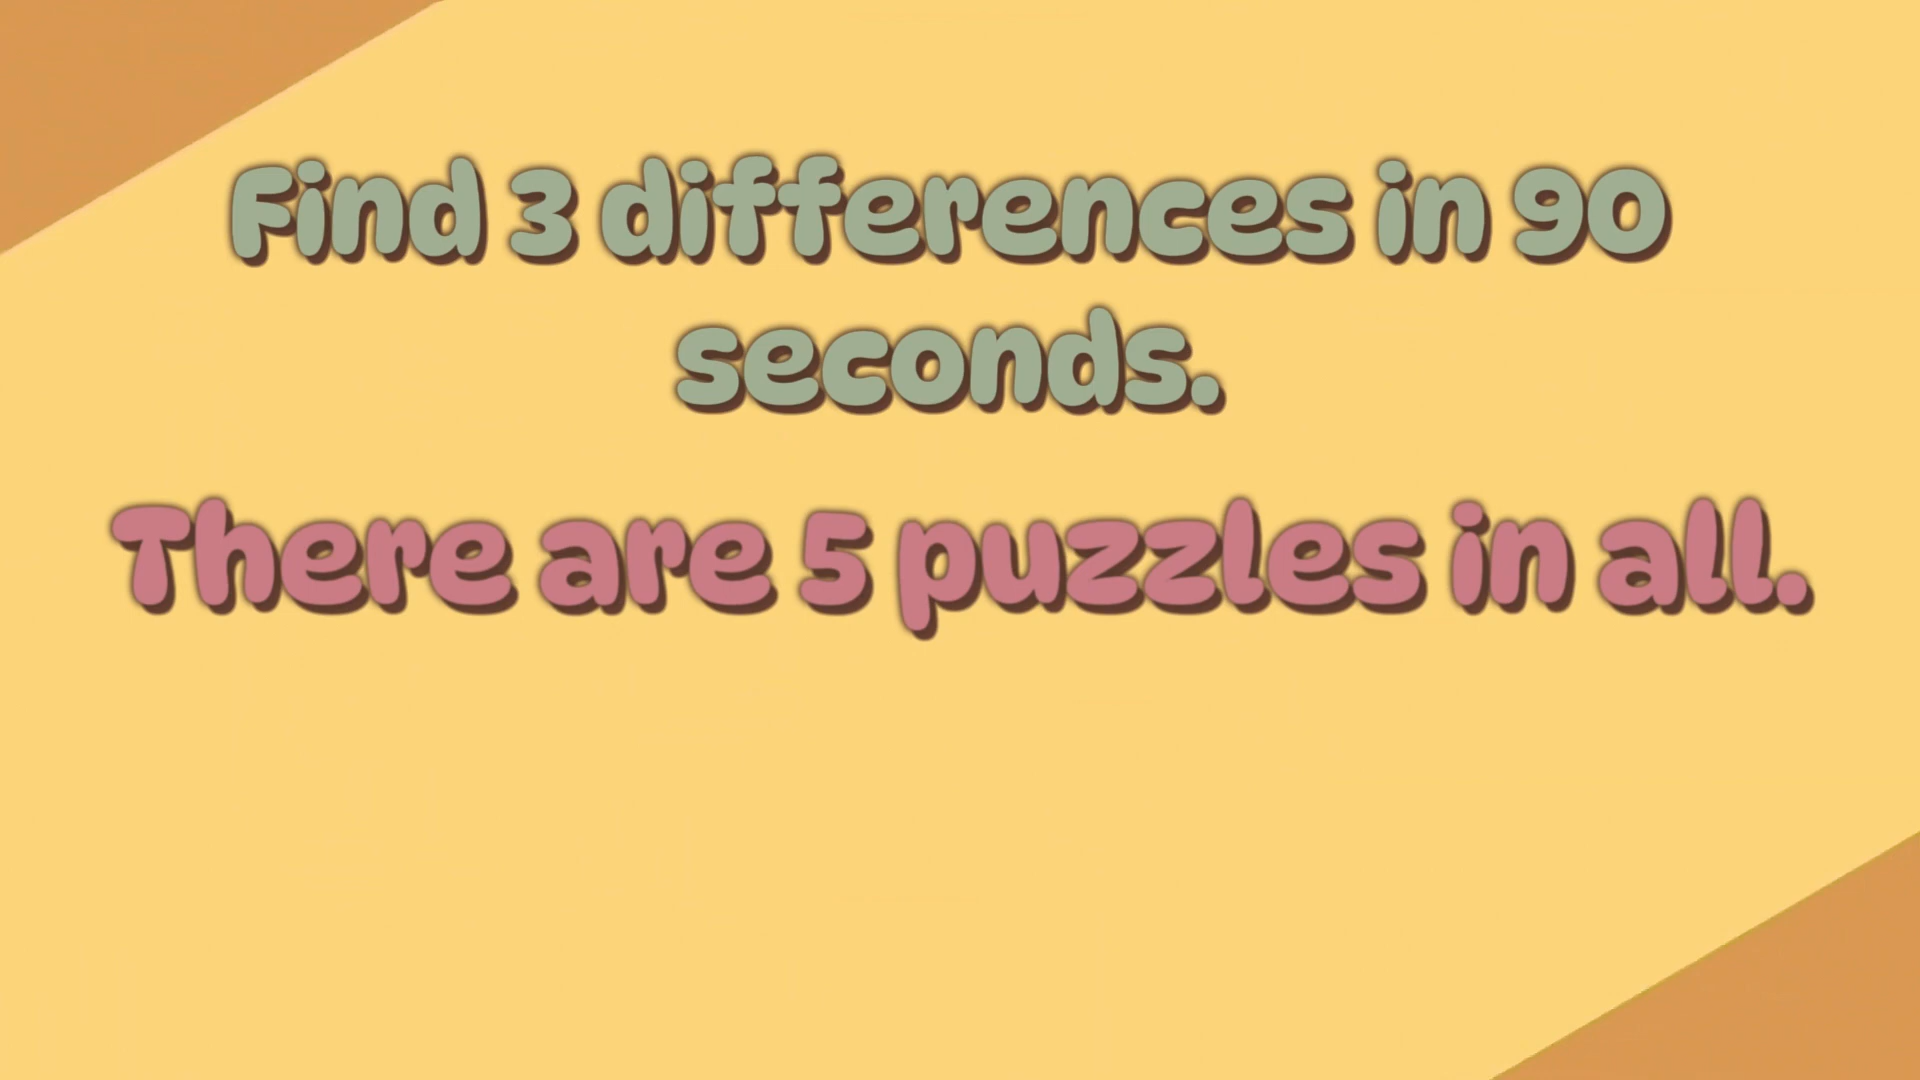 Find 3 differences in 90
seconds.
There are 5 puzzles in all.